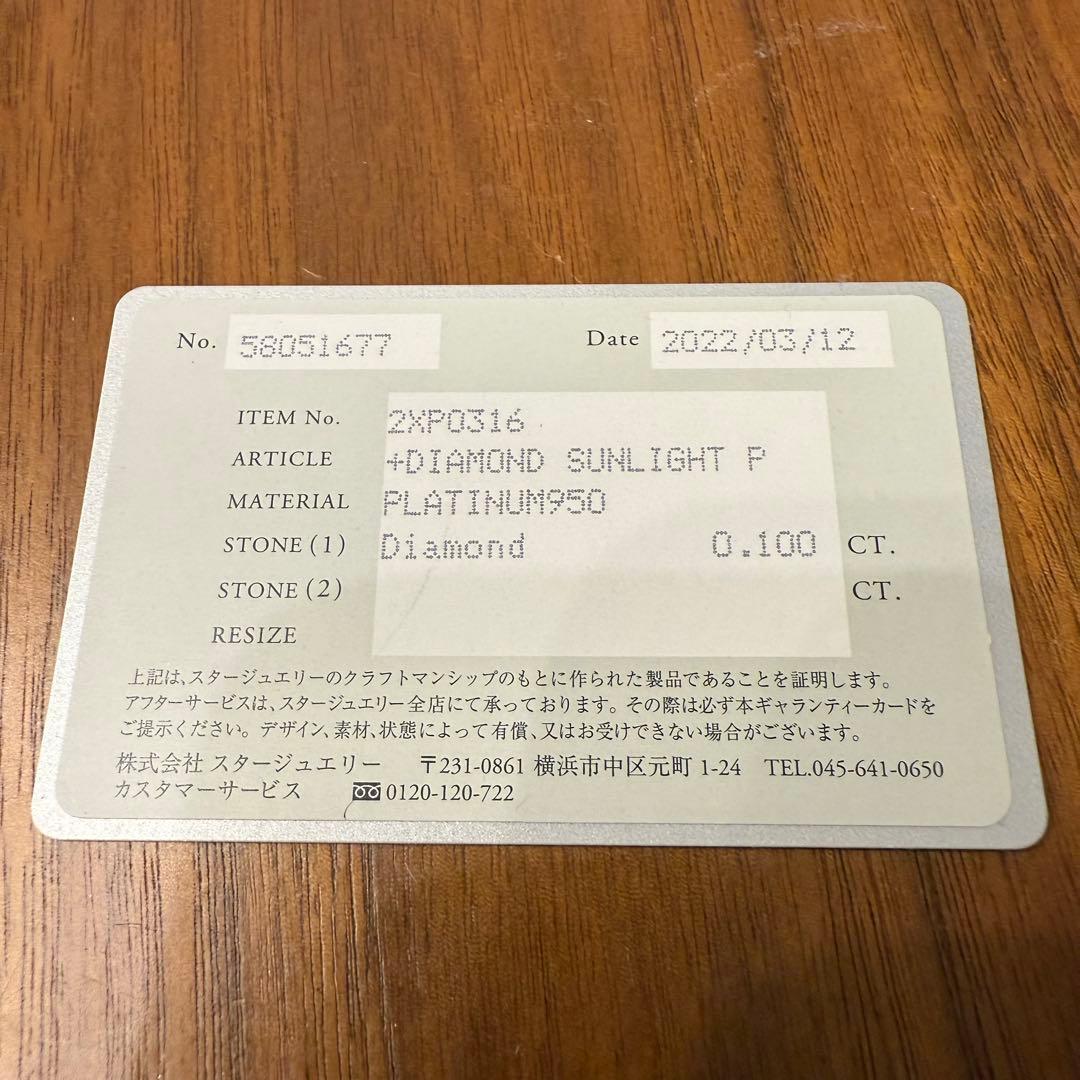 No. 58051677 Date 2022/03/12
ITEM No. 2XP0316
ARTICLE +DIAMOND SUNLIGHT P
MATERIAL PLATINUM950
STONE (1) Diamond 0.100 CT.
STONE (2) CT.
RESIZE
上記は、スタージュエリーのクラフトマンシップのもとに作られた製品であることを証明します。
アフターサービスは、スタージュエリー全店にて承っております。その際は必ず本ギャランティーカードを
ご提示ください。デザイン、素材、状態によって有償、又はお受けできない場合がございます。
株式会社 スタージュエリー 〒231-0861 横浜市中区元町 1-24 TEL.045-641-0650
カスタマーサービス 0120-120-722